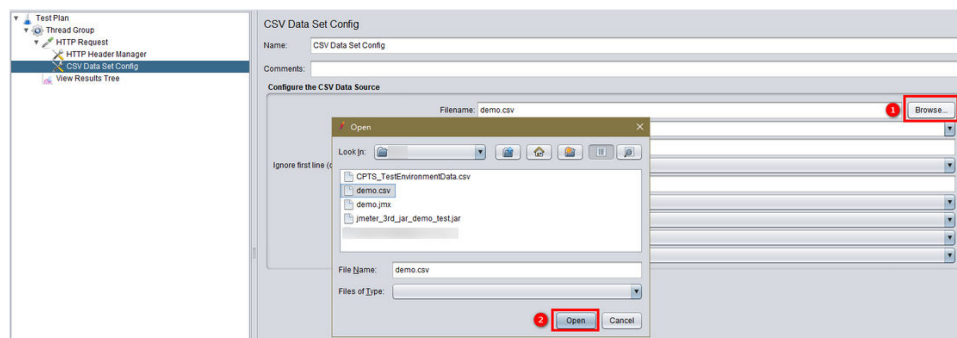 Test Plan
Thread Group
HTTP Request
HTTP Header Manager
CSV Data Set Config
View Results Tree
CSV Data Set Config
Name: CSV Data Set Config
Comments:
Configure the CSV Data Source
Filename: demo.csv 1 Browse...
Ignore first line
Open
Look In:
CPTS_TestEnvironmentData.csv
demo.csv
demo.jmx
jmeter_3rd_jar_demo_test.jar
File Name: demo.csv
Files of Type:
2 Open Cancel